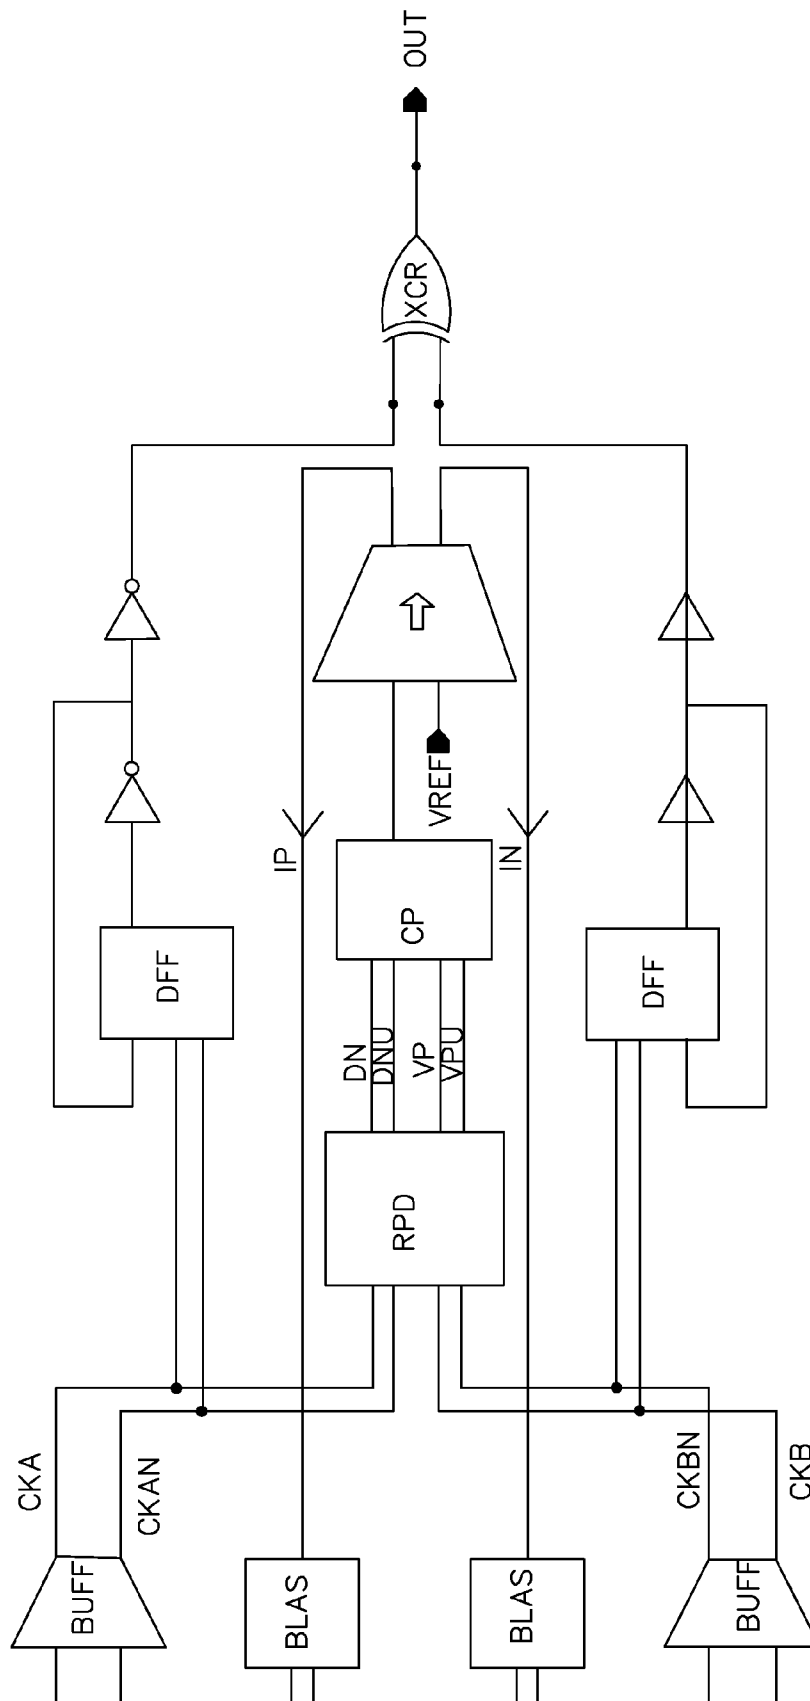 OUT
XCR
VREF
IP
IN
CP
DFF
DFF
DN
DNU
VP
VPU
RPD
CKA
CKAN
CKBN
CKB
BUFF
BLAS
BLAS
BUFF